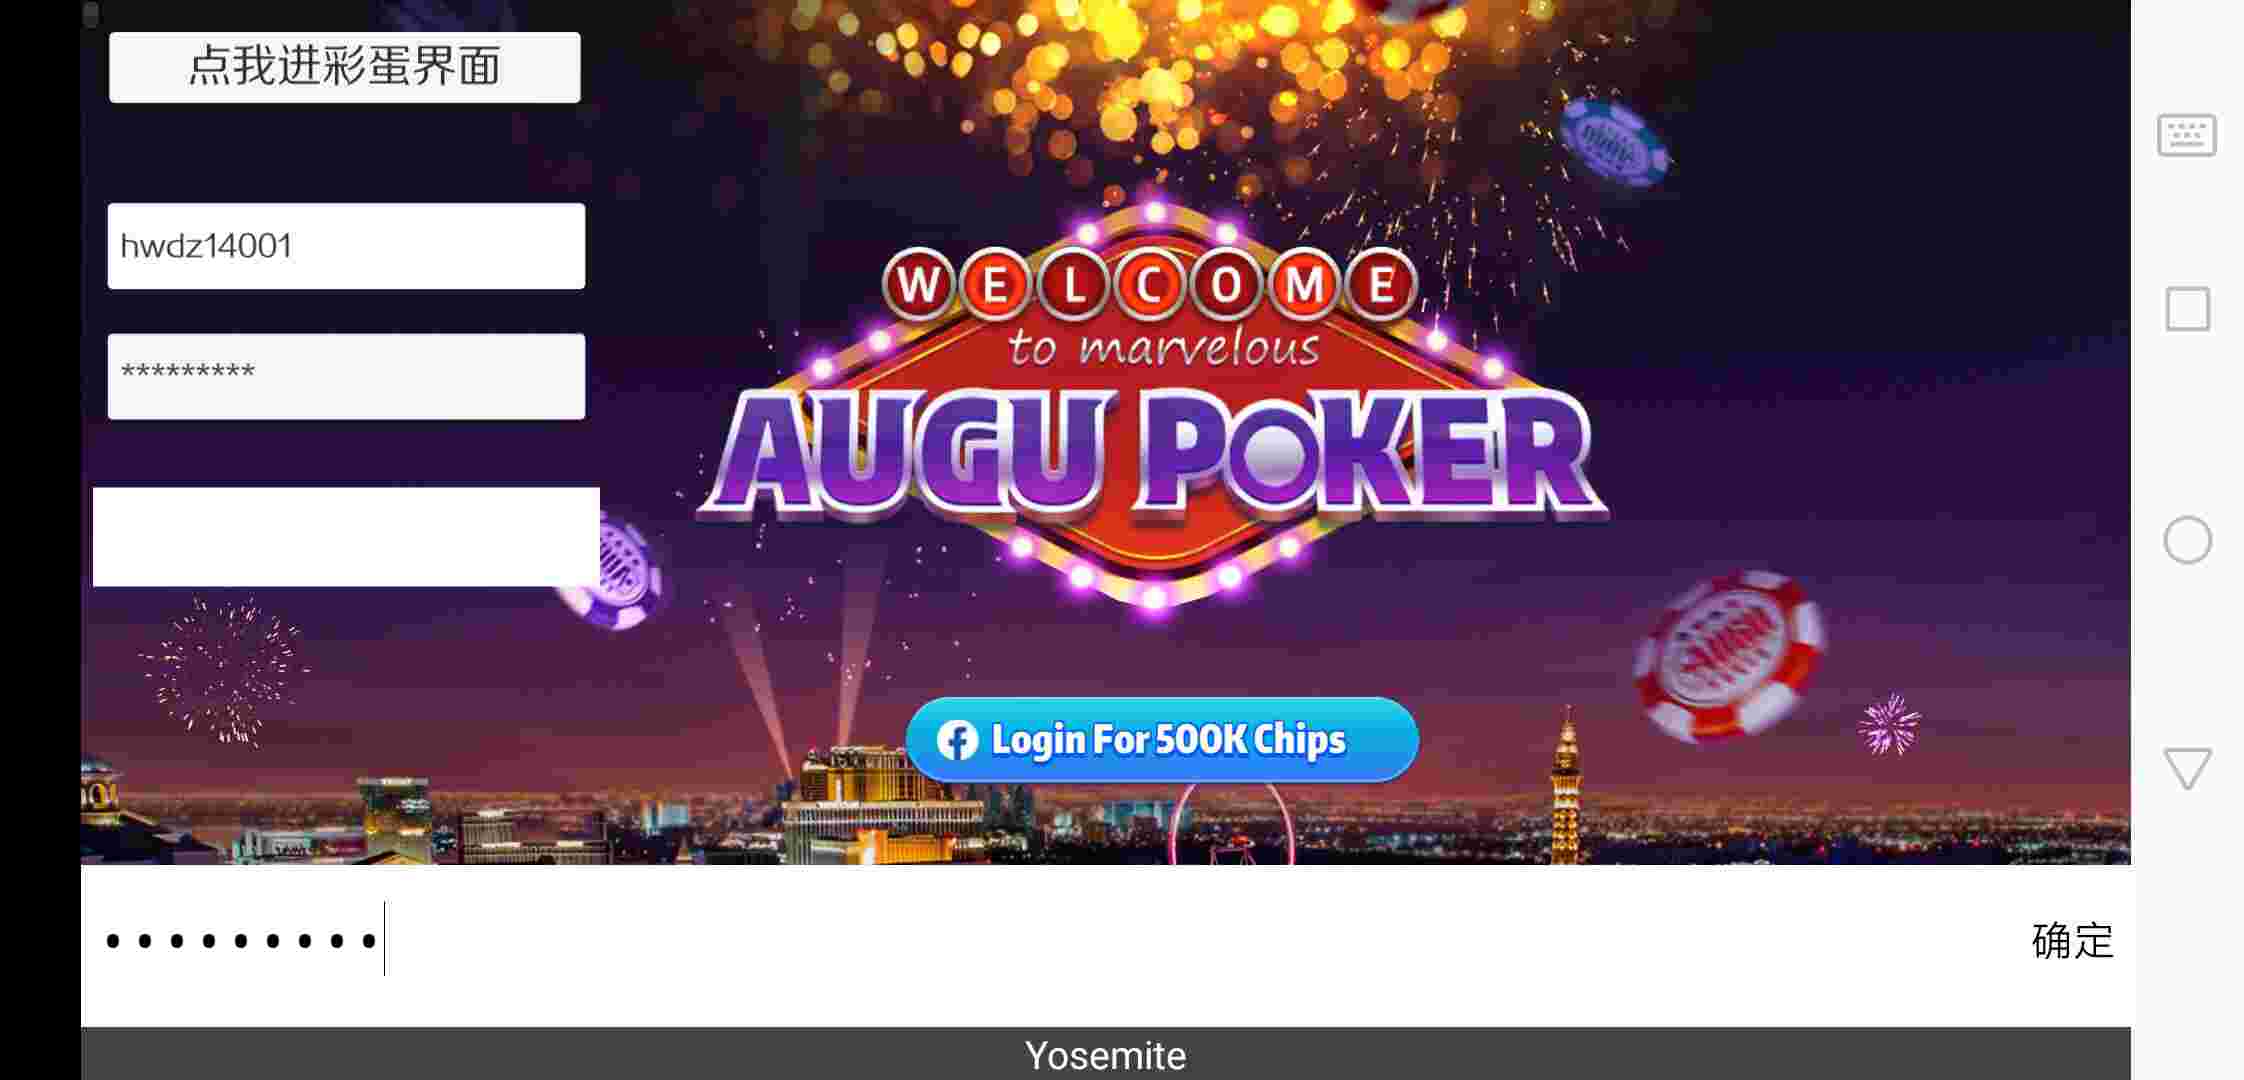 点我进彩蛋界面
hwdz14001
*********
WELCOME
to marvelous
AUGU POKER
Login For 500K Chips
•••••••••
确定
Yosemite